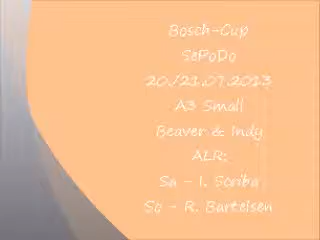 Bosch-Cup
SePoDo
20./21.07.2013
A3 Small
Beaver & Indy
ALR:
Sa - I. Scriba
So - R. Bartelsen